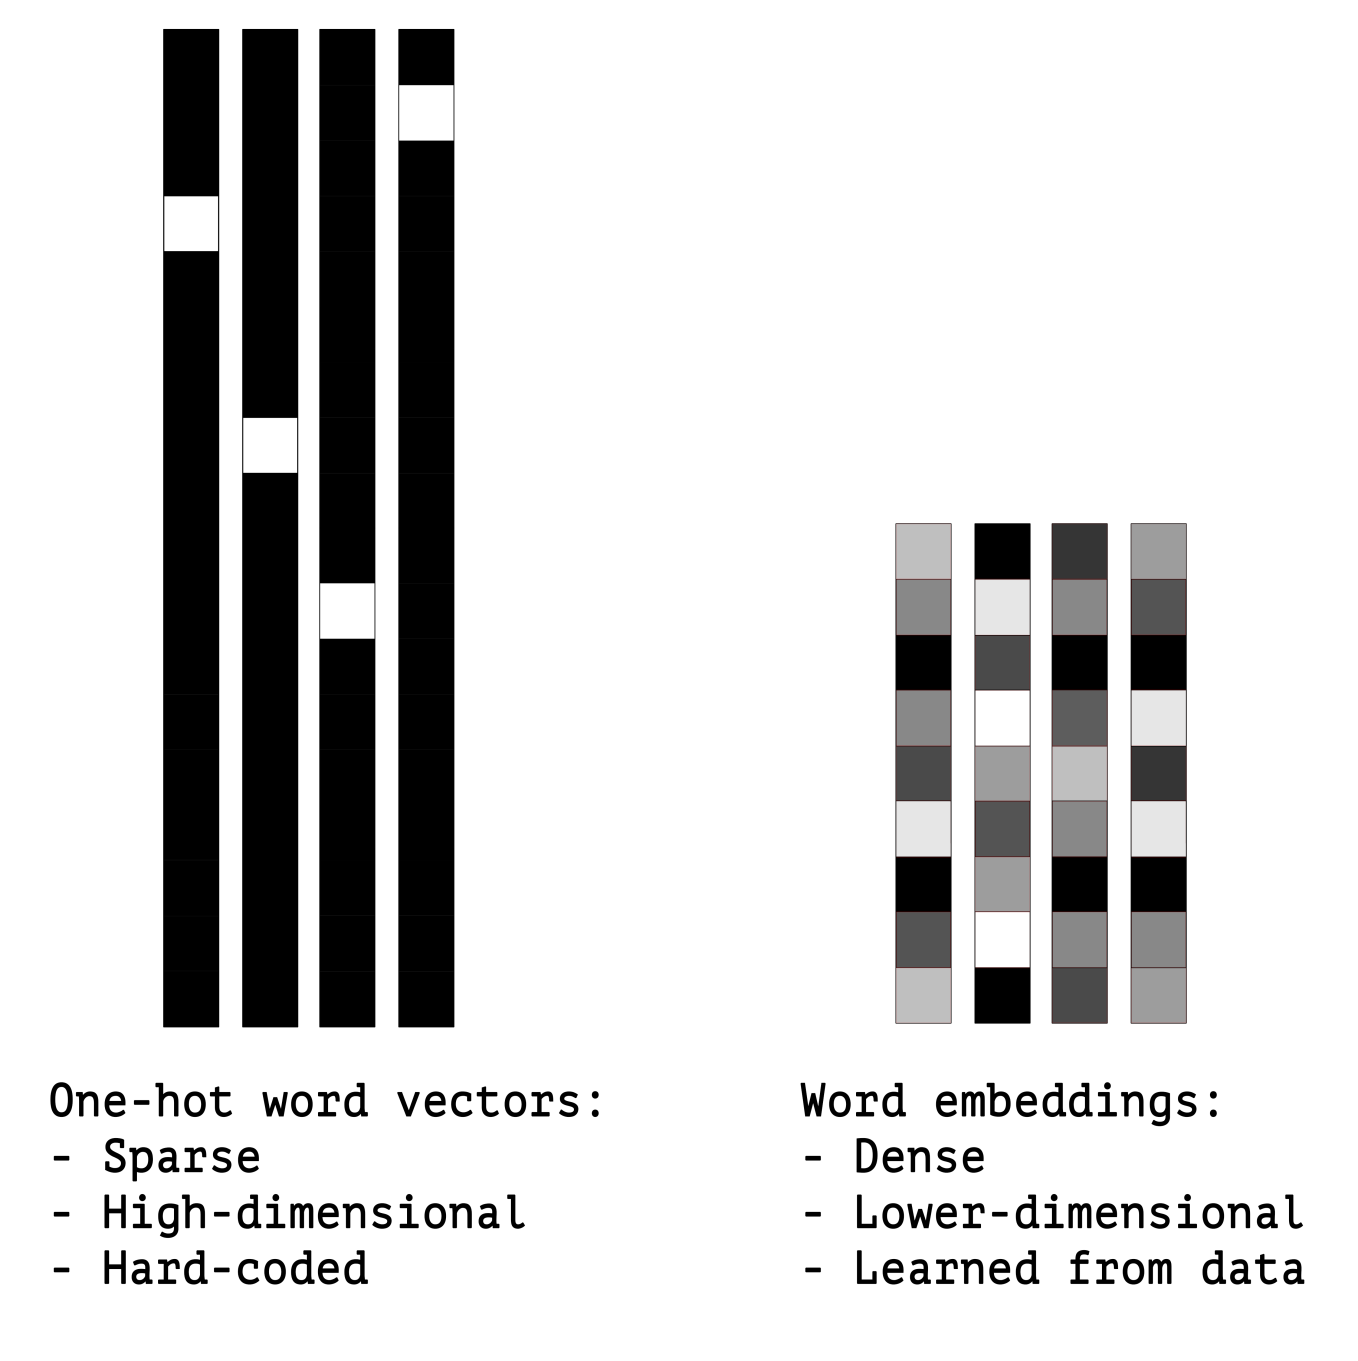 One-hot word vectors:
- Sparse
- High-dimensional
- Hard-coded
Word embeddings:
- Dense
- Lower-dimensional
- Learned from data